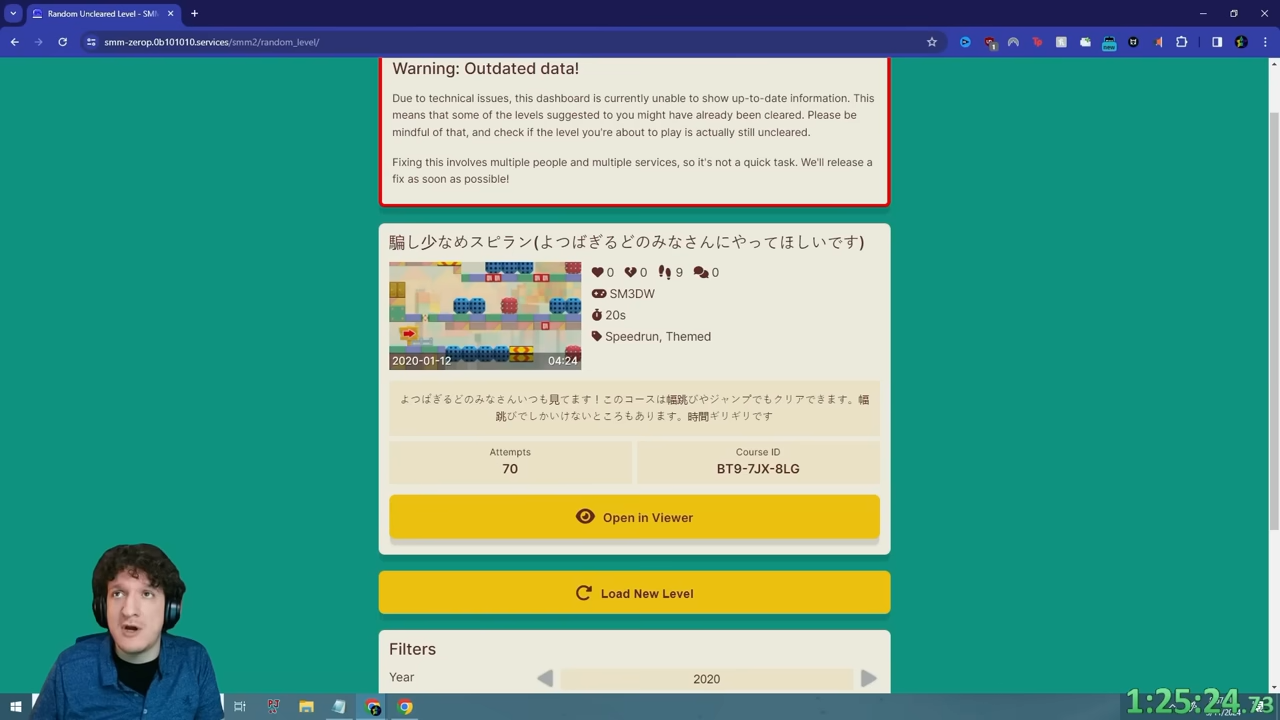 Random Uncleared Level - SMM
smm-zerop.0b101010.services/smm2/random_level/
Warning: Outdated data!
Due to technical issues, this dashboard is currently unable to show up-to-date information. This
means that some of the levels suggested to you might have already been cleared. Please be
mindful of that, and check if the level you're about to play is actually still uncleared.
Fixing this involves multiple people and multiple services, so it's not a quick task. We'll release a
fix as soon as possible!
騙し少なめスピラン(よつばぎるどのみなさんにやってほしいです)
0 0 9 0
SM3DW
20s
Speedrun, Themed
2020-01-12 04:24
よつばぎるどのみなさんいつも見てます！このコースは幅跳びやジャンプでもクリアできます。幅
跳びでしかいけないところもあります。時間ギリギリです
Attempts
70
Course ID
BT9-7JX-8LG
Open in Viewer
Load New Level
Filters
Year
2020
1:25:24.73